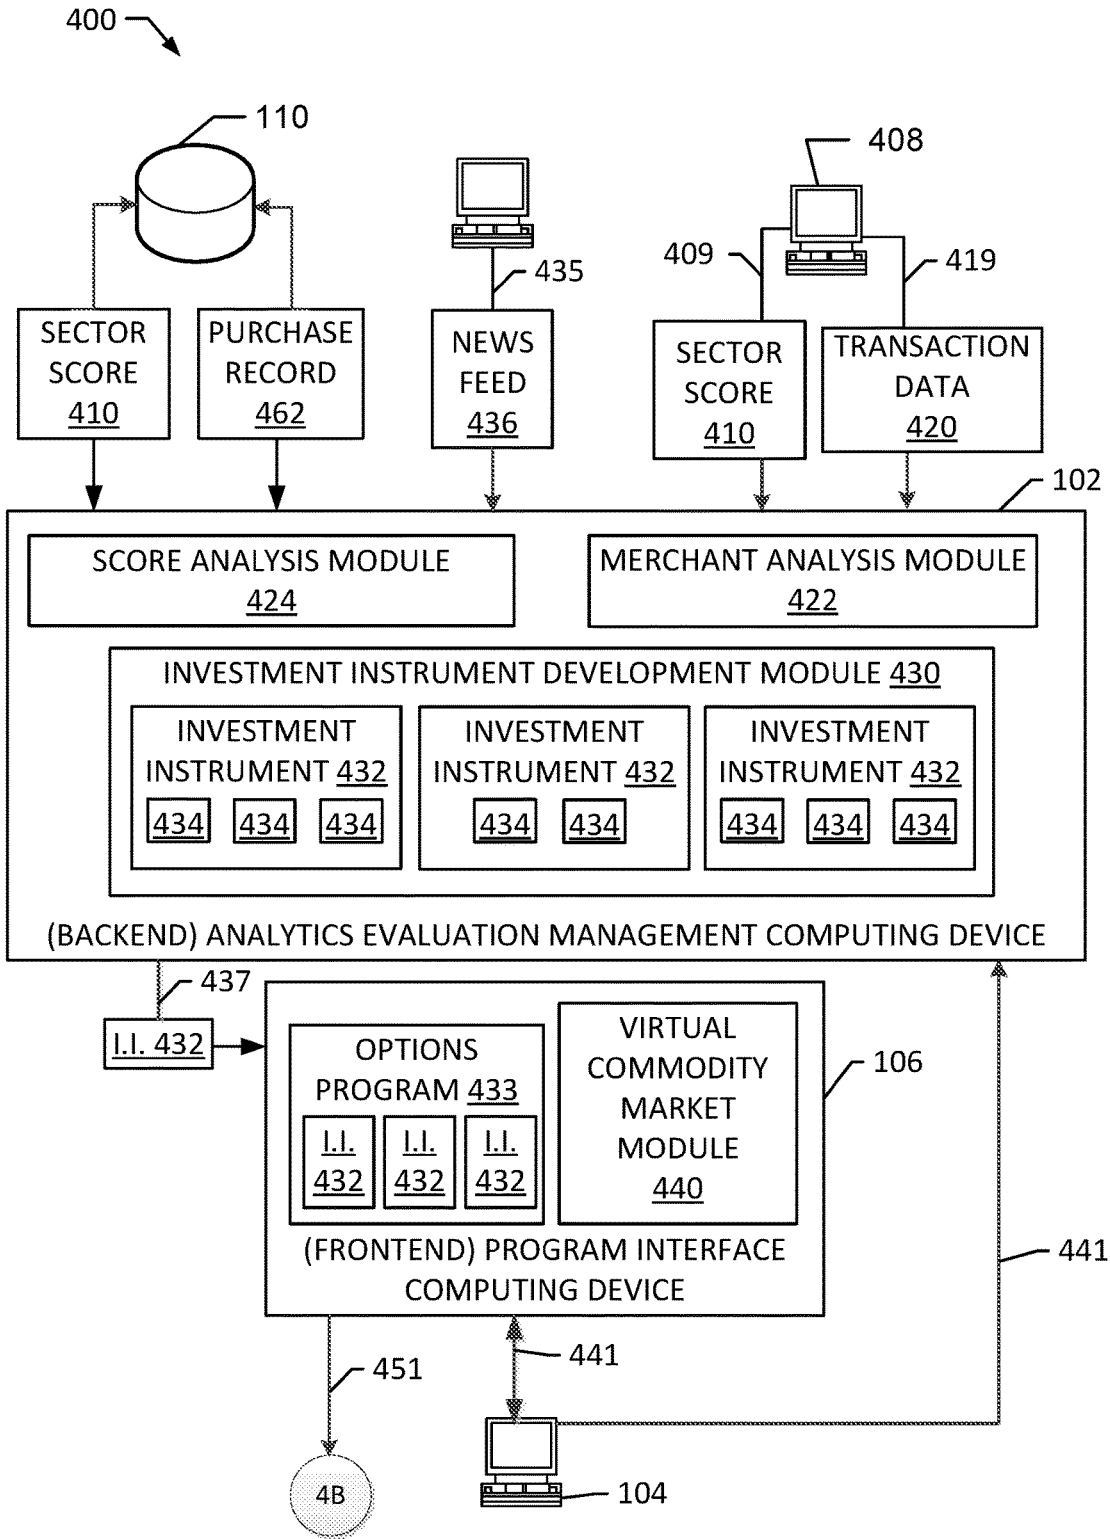 400
110
408
409
419
435
SECTOR
SCORE
410
PURCHASE
RECORD
462
NEWS
FEED
436
SECTOR
SCORE
410
TRANSACTION
DATA
420
102
SCORE ANALYSIS MODULE
424
MERCHANT ANALYSIS MODULE
422
INVESTMENT INSTRUMENT DEVELOPMENT MODULE 430
INVESTMENT
INSTRUMENT 432
434 434 434
INVESTMENT
INSTRUMENT 432
434 434
INVESTMENT
INSTRUMENT 432
434 434 434
(BACKEND) ANALYTICS EVALUATION MANAGEMENT COMPUTING DEVICE
437
I.I. 432
OPTIONS
PROGRAM 433
I.I.
432
I.I.
432
I.I.
432
VIRTUAL
COMMODITY
MARKET
MODULE
440
106
(FRONTEND) PROGRAM INTERFACE
COMPUTING DEVICE
441
451
441
4B
104